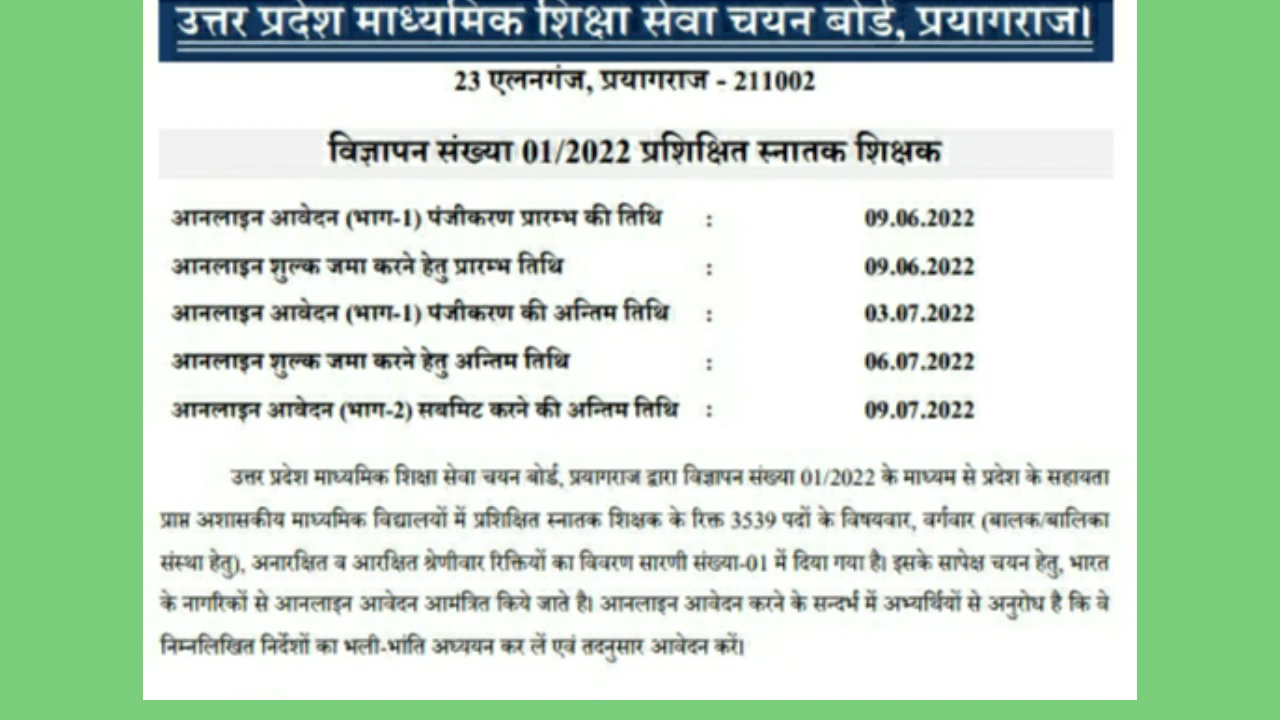 उत्तर प्रदेश माध्यमिक शिक्षा सेवा चयन बोर्ड, प्रयागराज।
23 एलनगंज, प्रयागराज - 211002
विज्ञापन संख्या 01/2022 प्रशिक्षित स्नातक शिक्षक
आनलाइन आवेदन (भाग-1) पंजीकरण प्रारम्भ की तिथि : 09.06.2022
आनलाइन शुल्क जमा करने हेतु प्रारम्भ तिथि : 09.06.2022
आनलाइन आवेदन (भाग-1) पंजीकरण की अन्तिम तिथि : 03.07.2022
आनलाइन शुल्क जमा करने हेतु अन्तिम तिथि : 06.07.2022
आनलाइन आवेदन (भाग-2) सबमिट करने की अन्तिम तिथि : 09.07.2022
उत्तर प्रदेश माध्यमिक शिक्षा सेवा चयन बोर्ड, प्रयागराज द्वारा विज्ञापन संख्या 01/2022 के माध्यम से प्रदेश के सहायता
प्राप्त अशासकीय माध्यमिक विद्यालयों में प्रशिक्षित स्नातक शिक्षक के रिक्त 3539 पदों के विषयवार, वर्गवार (बालक/बालिका
संस्था हेतु), अनारक्षित व आरक्षित श्रेणीवार रिक्तियों का विवरण सारणी संख्या-01 में दिया गया है। इसके सापेक्ष चयन हेतु, भारत
के नागरिकों से आनलाइन आवेदन आमंत्रित किये जाते है। आनलाइन आवेदन करने के सन्दर्भ में अभ्यर्थियों से अनुरोध है कि वे
निम्नलिखित निर्देशों का भली-भांति अध्ययन कर लें एवं तदनुसार आवेदन करें।